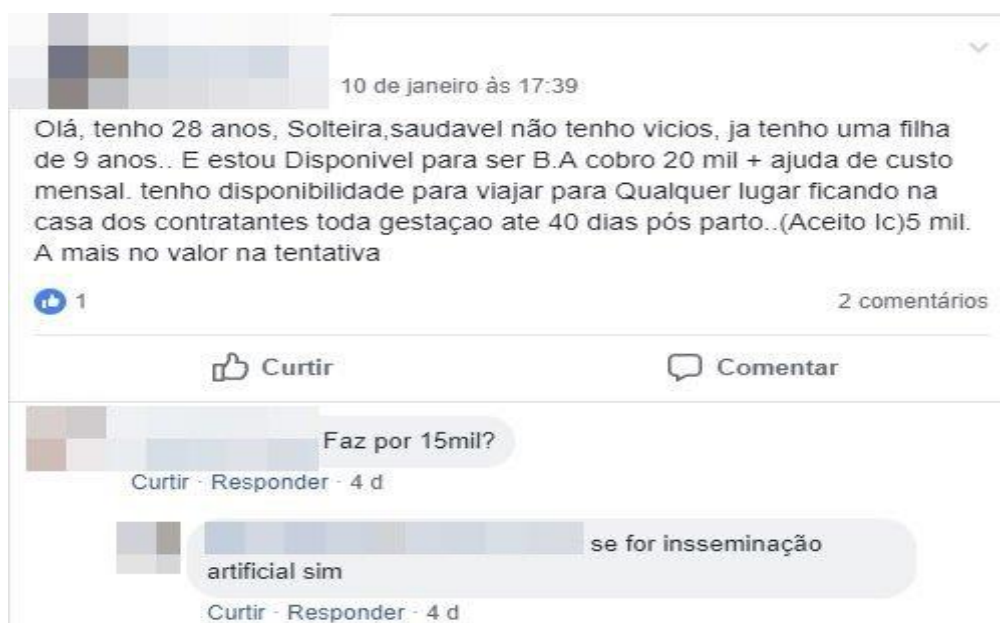 10 de janeiro às 17:39
Olá, tenho 28 anos, Solteira,saudavel não tenho vicios, ja tenho uma filha
de 9 anos.. E estou Disponivel para ser B.A cobro 20 mil + ajuda de custo
mensal. tenho disponibilidade para viajar para Qualquer lugar ficando na
casa dos contratantes toda gestaçao ate 40 dias pós parto..(Aceito Ic)5 mil.
A mais no valor na tentativa
1
2 comentários
Curtir
Comentar
Faz por 15mil?
Curtir · Responder · 4 d
se for insseminação
artificial sim
Curtir · Responder · 4 d